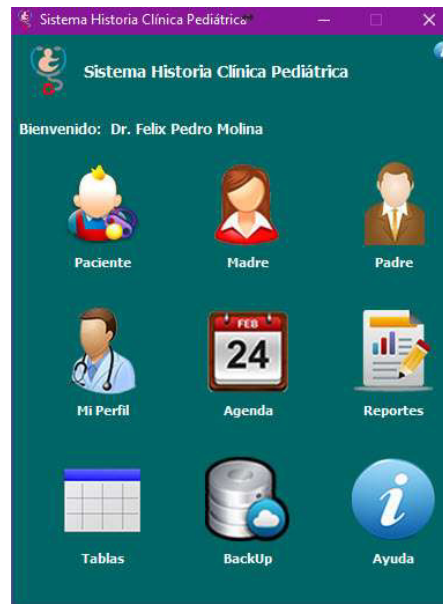 Sistema Historia Clínica Pediátrica
Sistema Historia Clínica Pediátrica
Bienvenido: Dr. Felix Pedro Molina
Paciente
Madre
Padre
FEB
24
Mi Perfil
Agenda
Reportes
Tablas
BackUp
i
Ayuda